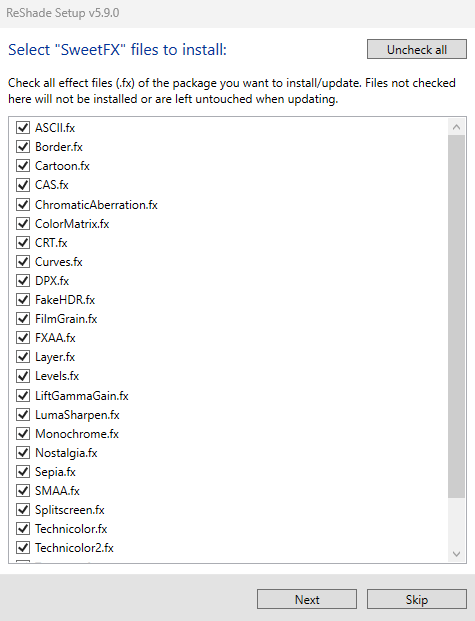 ReShade Setup v5.9.0
Select "SweetFX" files to install:
Uncheck all
Check all effect files (.fx) of the package you want to install/update. Files not checked
here will not be installed or are left untouched when updating.
ASCII.fx
Border.fx
Cartoon.fx
CAS.fx
ChromaticAberration.fx
ColorMatrix.fx
CRT.fx
Curves.fx
DPX.fx
FakeHDR.fx
FilmGrain.fx
FXAA.fx
Layer.fx
Levels.fx
LiftGammaGain.fx
LumaSharpen.fx
Monochrome.fx
Nostalgia.fx
Sepia.fx
SMAA.fx
Splitscreen.fx
Technicolor.fx
Technicolor2.fx
Next
Skip